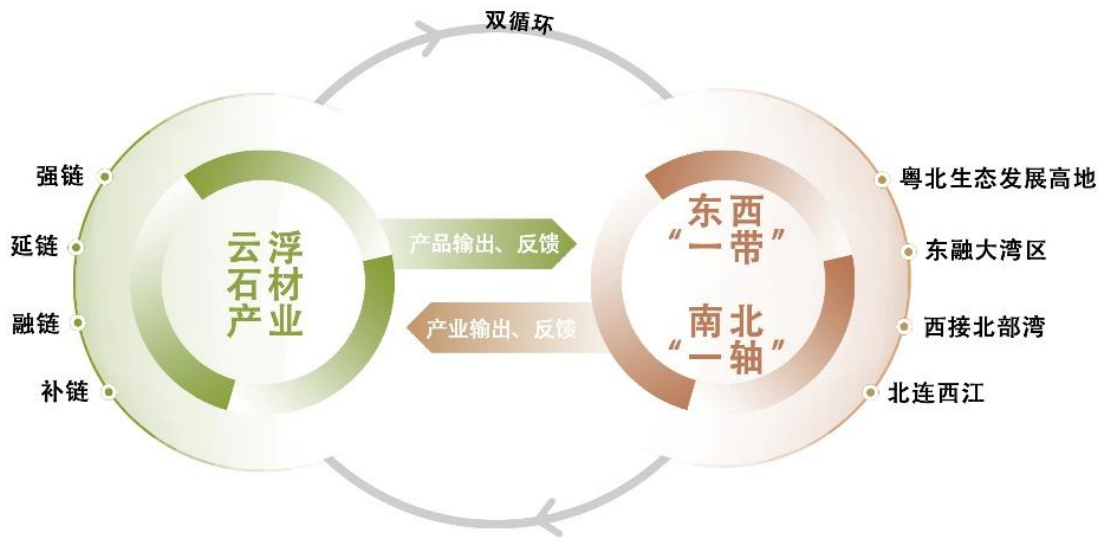 双循环
强链
延链
融链
补链
云浮
石材
产业
产品输出、反馈
产业输出、反馈
东西
“一带”
南北
“一轴”
粤北生态发展高地
东融大湾区
西接北部湾
北连西江